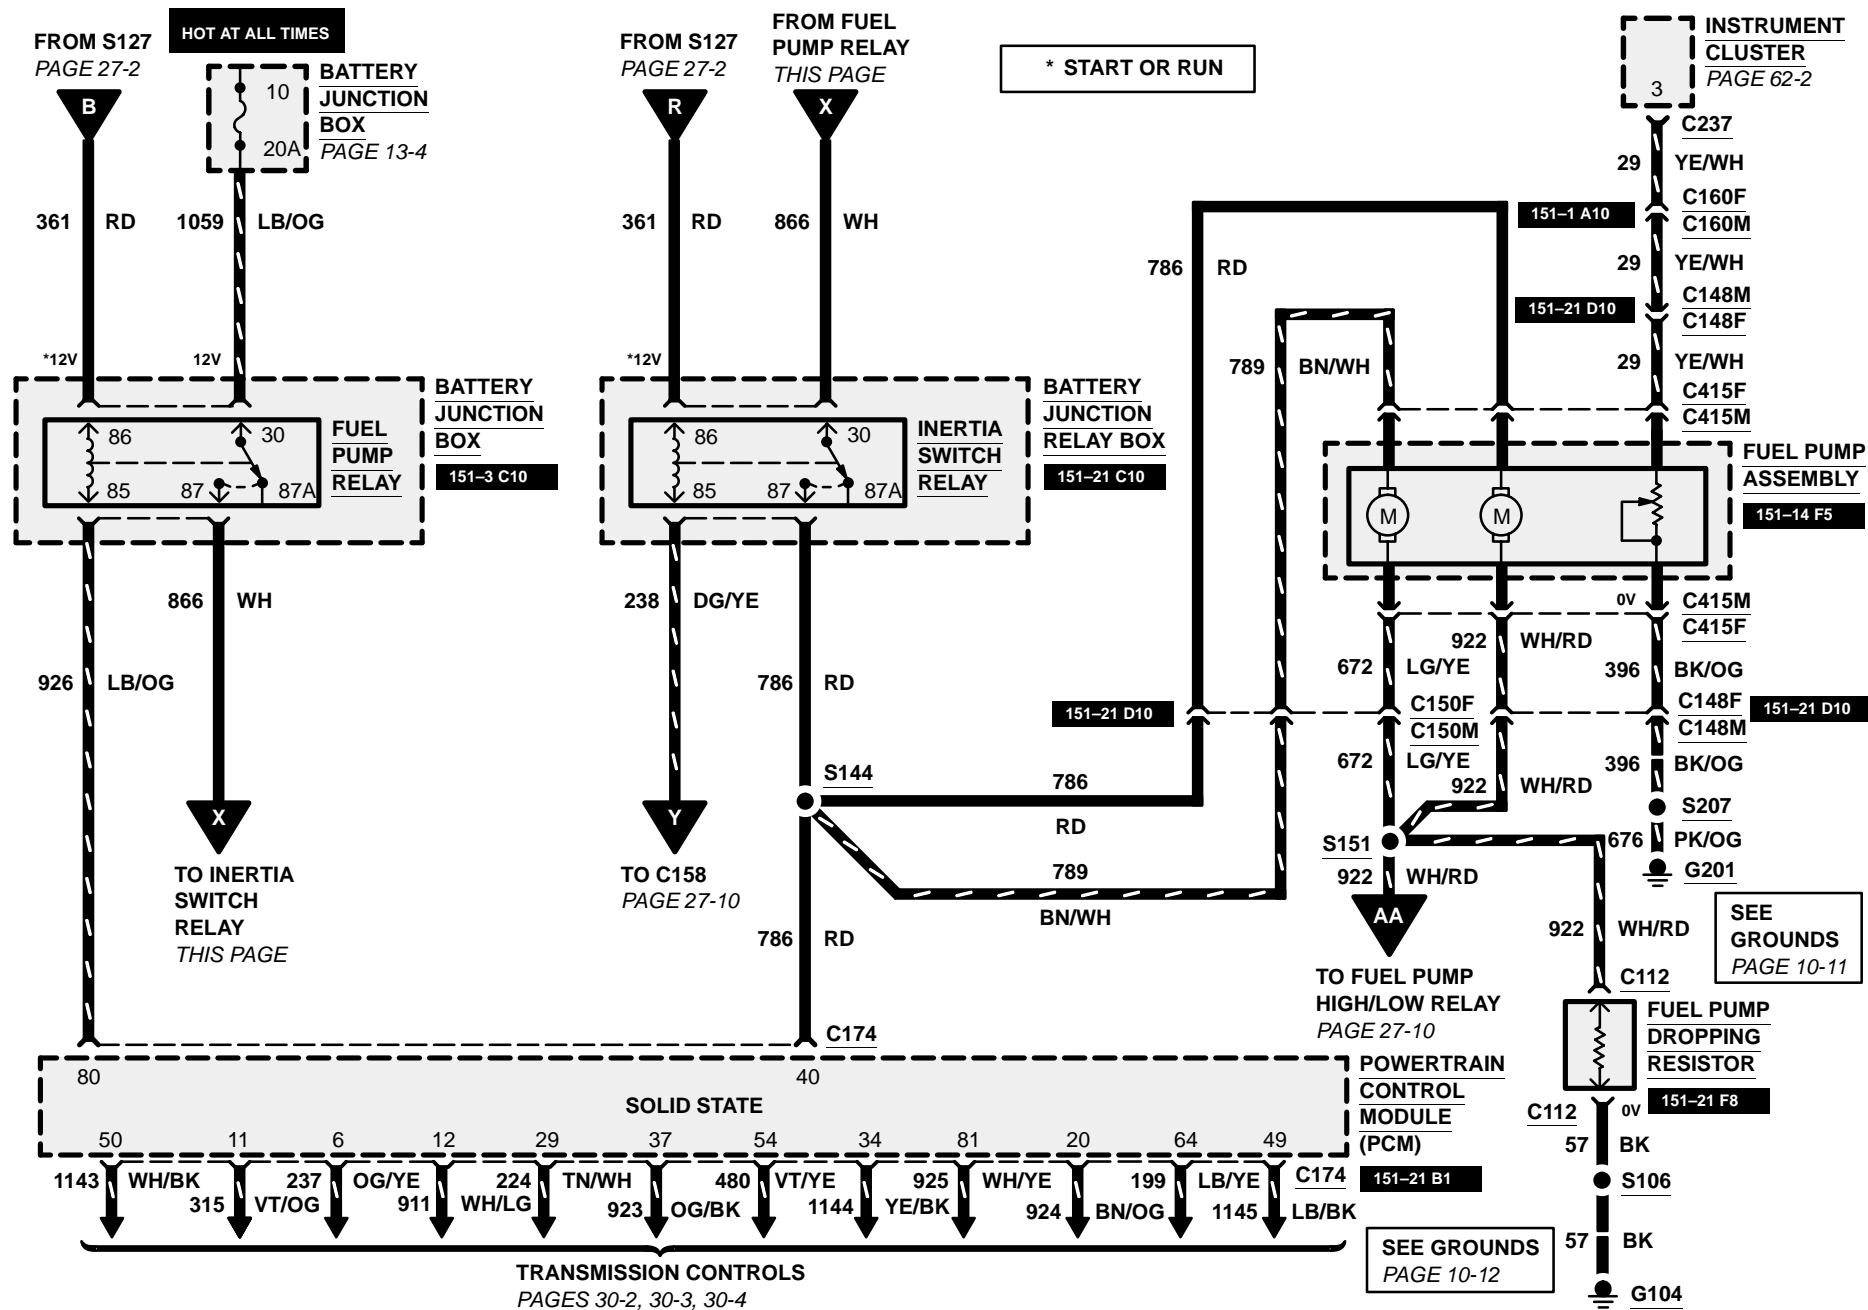 FROM S127
PAGE 27-2
B
HOT AT ALL TIMES
10
20A
BATTERY
JUNCTION
BOX
PAGE 13-4
FROM S127
PAGE 27-2
R
FROM FUEL
PUMP RELAY
THIS PAGE
X
* START OR RUN
3
INSTRUMENT
CLUSTER
PAGE 62-2
C237
29 YE/WH
361 RD
1059 LB/OG
361 RD
866 WH
151–1 A10
C160F
C160M
786 RD
29 YE/WH
151–21 D10
C148M
C148F
789 BN/WH
29 YE/WH
C415F
C415M
*12V
12V
*12V
86
30
85
87
87A
FUEL
PUMP
RELAY
BATTERY
JUNCTION
BOX
151–3 C10
86
30
85
87
87A
INERTIA
SWITCH
RELAY
BATTERY
JUNCTION
RELAY BOX
151–21 C10
M
M
FUEL PUMP
ASSEMBLY
151–14 F5
0V
C415M
C415F
866 WH
238 DG/YE
922 WH/RD
672 LG/YE
396 BK/OG
926 LB/OG
786 RD
151–21 D10
C150F
C150M
C148F
C148M
151–21 D10
672 LG/YE
922 WH/RD
396 BK/OG
S144
786
RD
789
BN/WH
S207
676 PK/OG
G201
S151
922 WH/RD
AA
TO FUEL PUMP
HIGH/LOW RELAY
PAGE 27-10
X
TO INERTIA
SWITCH
RELAY
THIS PAGE
Y
TO C158
PAGE 27-10
786 RD
922 WH/RD
SEE
GROUNDS
PAGE 10-11
C112
FUEL PUMP
DROPPING
RESISTOR
151–21 F8
C112
0V
57 BK
S106
57 BK
G104
C174
80
40
SOLID STATE
POWERTRAIN
CONTROL
MODULE
(PCM)
151–21 B1
50 11 6 12 29 37 54 34 81 20 64 49
C174
1143 WH/BK
315 VT/OG
237 OG/YE
911 WH/LG
224 TN/WH
923 OG/BK
480 VT/YE
1144 YE/BK
925 WH/YE
924 BN/OG
199 LB/YE
1145 LB/BK
TRANSMISSION CONTROLS
PAGES 30-2, 30-3, 30-4
SEE GROUNDS
PAGE 10-12